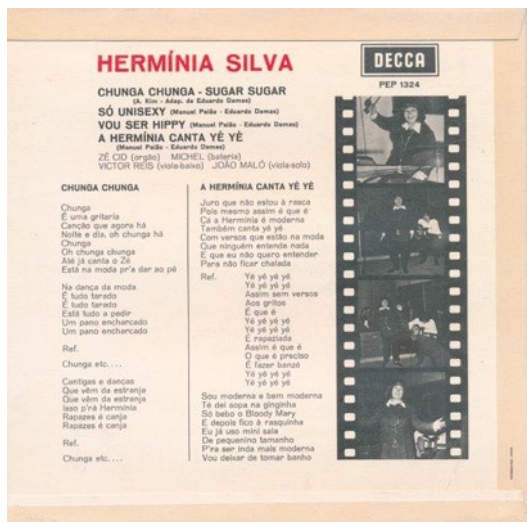 HERMÍNIA SILVA
DECCA
PEP 1324
CHUNGA CHUNGA - SUGAR SUGAR
(A. Kim - Adap. de Eduardo Damas)
SÓ UNISEXY (Manuel Paião - Eduardo Damas)
VOU SER HIPPY (Manuel Paião - Eduardo Damas)
A HERMÍNIA CANTA YÉ YÉ
(Manuel Paião - Eduardo Damas)
ZÉ CID (orgão) MICHEL (bateria)
VICTOR REIS (viola-baixo) JOÃO MALÓ (viola-solo)
CHUNGA CHUNGA
Chunga
É uma gritaria
Canção que agora há
Noite e dia, oh chunga há
Chunga
Oh chunga chunga
Até já canta o Zé
Está na moda pr'a dar ao pé
Na dança da moda
É tudo tarado
É tudo tarado
Está tudo a pedir
Um pano encharcado
Um pano encharcado
Ref.
Chunga etc....
Cantigas e danças
Que vêm da estranja
Que vêm da estranja
Isso p'rá Hermínia
Rapazes é canja
Rapazes é canja
Ref.
Chunga etc....
A HERMÍNIA CANTA YÉ YÉ
Juro que não estou à rasca
Pois mesmo assim é que é
Cá a Hermínia é moderna
Também canta yé yé
Com versos que estão na moda
Que ninguém entende nada
E que eu não quero entender
Para não ficar chalada
Ref. Yé yé yé yé
Yé yé yé yé
Assim sem versos
Aos gritos
É que é
Yé yé yé yé
Yé yé yé yé
É rapaziada
Assim é que é
O que é preciso
É fazer banzé
Yé yé yé yé
Yé yé yé yé
Sou moderna e bem moderna
Té dei sopa na ginginha
Só bebo o Bloody Mary
E depois fico à rasquinha
Eu já uso mini saia
De pequenino tamanho
P'ra ser inda mais moderna
Vou deixar de tomar banho